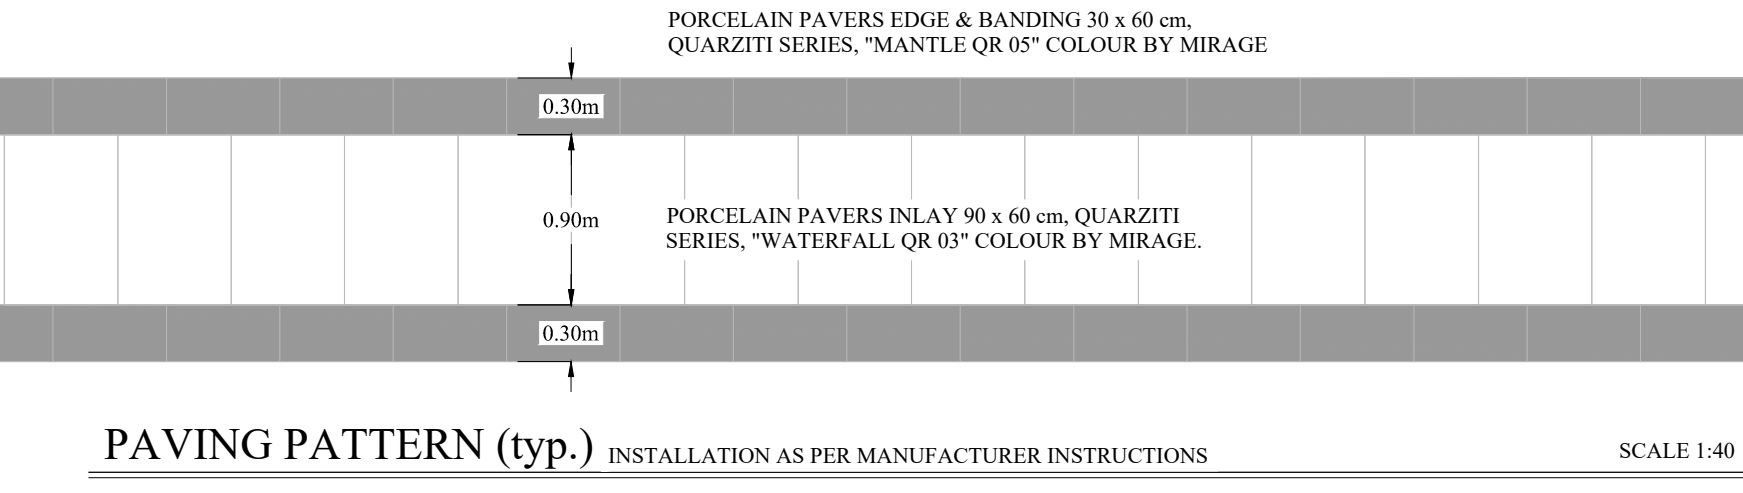 PORCELAIN PAVERS EDGE & BANDING 30 x 60 cm,
QUARZITI SERIES, "MANTLE QR 05" COLOUR BY MIRAGE
0.30m
0.90m
PORCELAIN PAVERS INLAY 90 x 60 cm, QUARZITI
SERIES, "WATERFALL QR 03" COLOUR BY MIRAGE.
0.30m
PAVING PATTERN (typ.) INSTALLATION AS PER MANUFACTURER INSTRUCTIONS SCALE 1:40